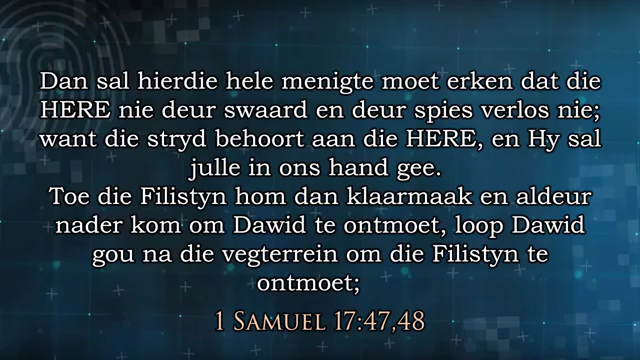 Dan sal hierdie hele menigte moet erken dat die
HERE nie deur swaard en deur spies verlos nie;
want die stryd behoort aan die HERE, en Hy sal
julle in ons hand gee.
Toe die Filistyn hom dan klaarmaak en aldeur
nader kom om Dawid te ontmoet, loop Dawid
gou na die vegterrein om die Filistyn te
ontmoet;
1 Samuel 17:47,48